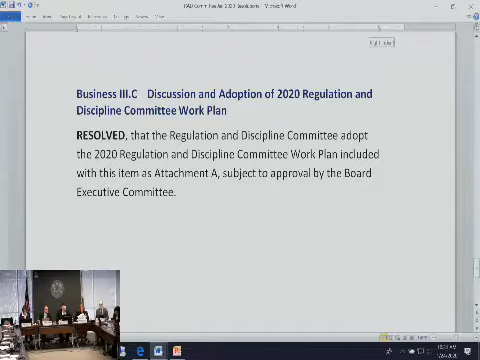 Business III.C Discussion and Adoption of 2020 Regulation and
Discipline Committee Work Plan
RESOLVED, that the Regulation and Discipline Committee adopt
the 2020 Regulation and Discipline Committee Work Plan included
with this item as Attachment A, subject to approval by the Board
Executive Committee.